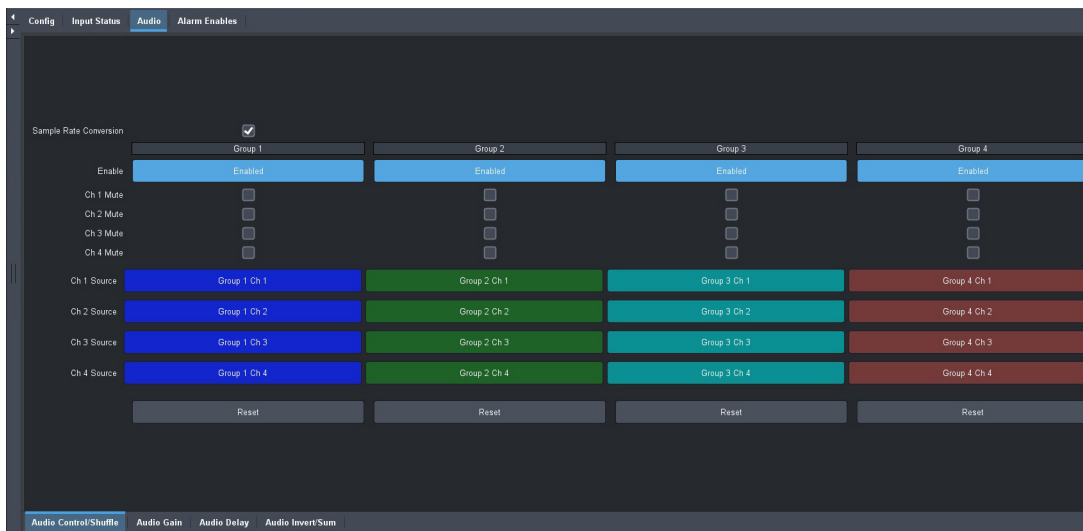 Config Input Status Audio Alarm Enables
Sample Rate Conversion
Group 1 Group 2 Group 3 Group 4
Enable Enabled Enabled Enabled Enabled
Ch 1 Mute
Ch 2 Mute
Ch 3 Mute
Ch 4 Mute
Ch 1 Source Group 1 Ch 1 Group 2 Ch 1 Group 3 Ch 1 Group 4 Ch 1
Ch 2 Source Group 1 Ch 2 Group 2 Ch 2 Group 3 Ch 2 Group 4 Ch 2
Ch 3 Source Group 1 Ch 3 Group 2 Ch 3 Group 3 Ch 3 Group 4 Ch 3
Ch 4 Source Group 1 Ch 4 Group 2 Ch 4 Group 3 Ch 4 Group 4 Ch 4
Reset Reset Reset Reset
Audio Control/Shuffle Audio Gain Audio Delay Audio Invert/Sum